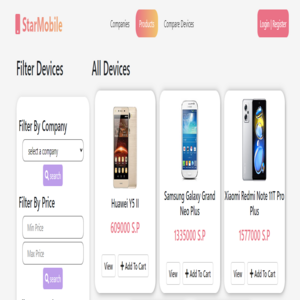 StarMobile
Companies
Products
Compare Devices
Login | Register
Filter Devices
All Devices
Filter By Company
select a company
search
Filter By Price
Min Price
Max Price
search
Huawei Y5 II
609000 S.P
View
Add To Cart
Samsung Galaxy Grand
Neo Plus
1335000 S.P
View
Add To Cart
Xiaomi Redmi Note 11T Pro
Plus
1577000 S.P
View
Add To Cart